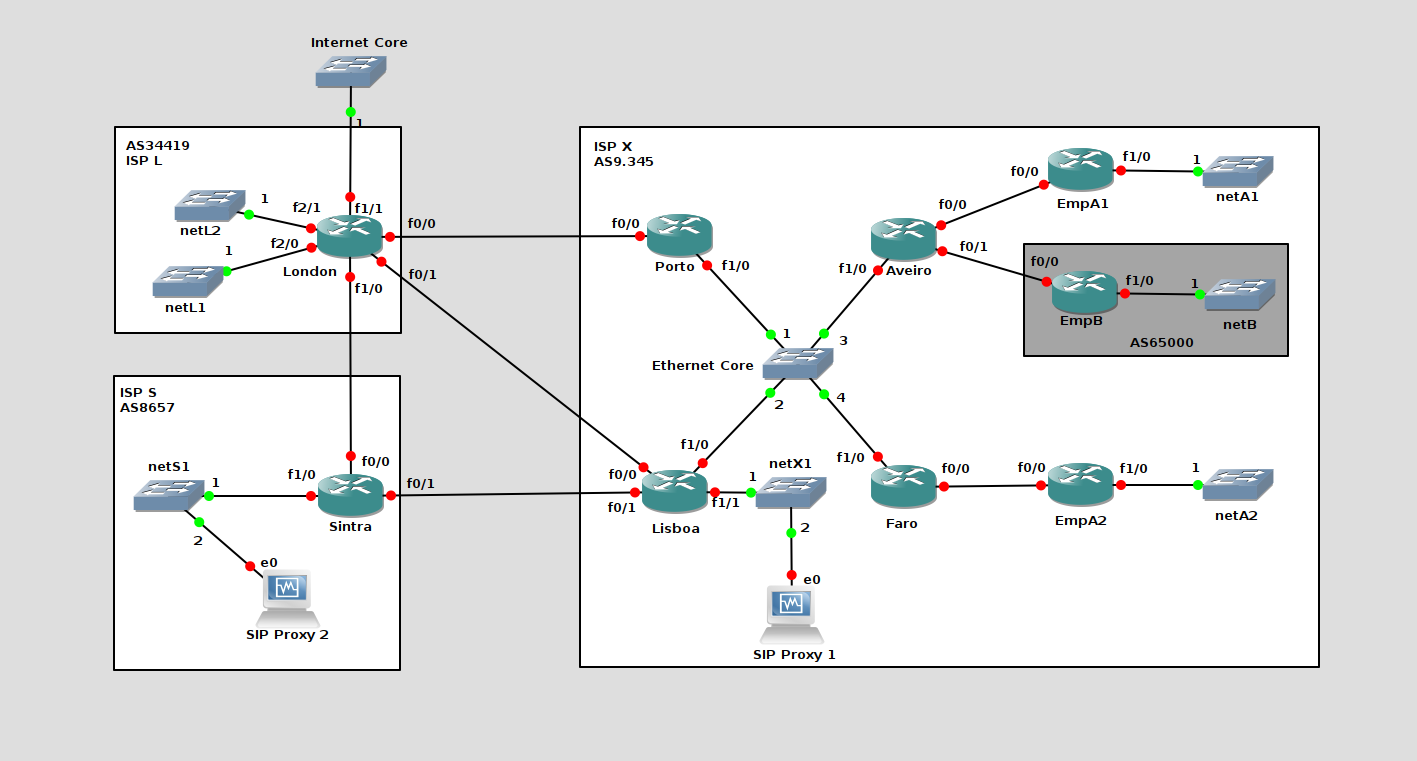 Internet Core
1
AS34419
ISP L
1
f2/1
f1/1
netL2
f2/0
1
London
netL1
f0/0
f0/1
f1/0
ISP S
AS8657
netS1
1
f1/0
f0/0
f0/1
Sintra
2
e0
SIP Proxy 2
ISP X
AS9.345
f0/0
Porto
f1/0
1
3
Ethernet Core
2
4
f1/0
f0/0
f0/1
Lisboa
f1/1
1
netX1
2
e0
SIP Proxy 1
f0/0
f0/1
f1/0
Aveiro
f0/0
EmpA1
f1/0
1
netA1
f0/0
EmpB
f1/0
1
netB
AS65000
f1/0
f0/0
Faro
f0/0
EmpA2
f1/0
1
netA2